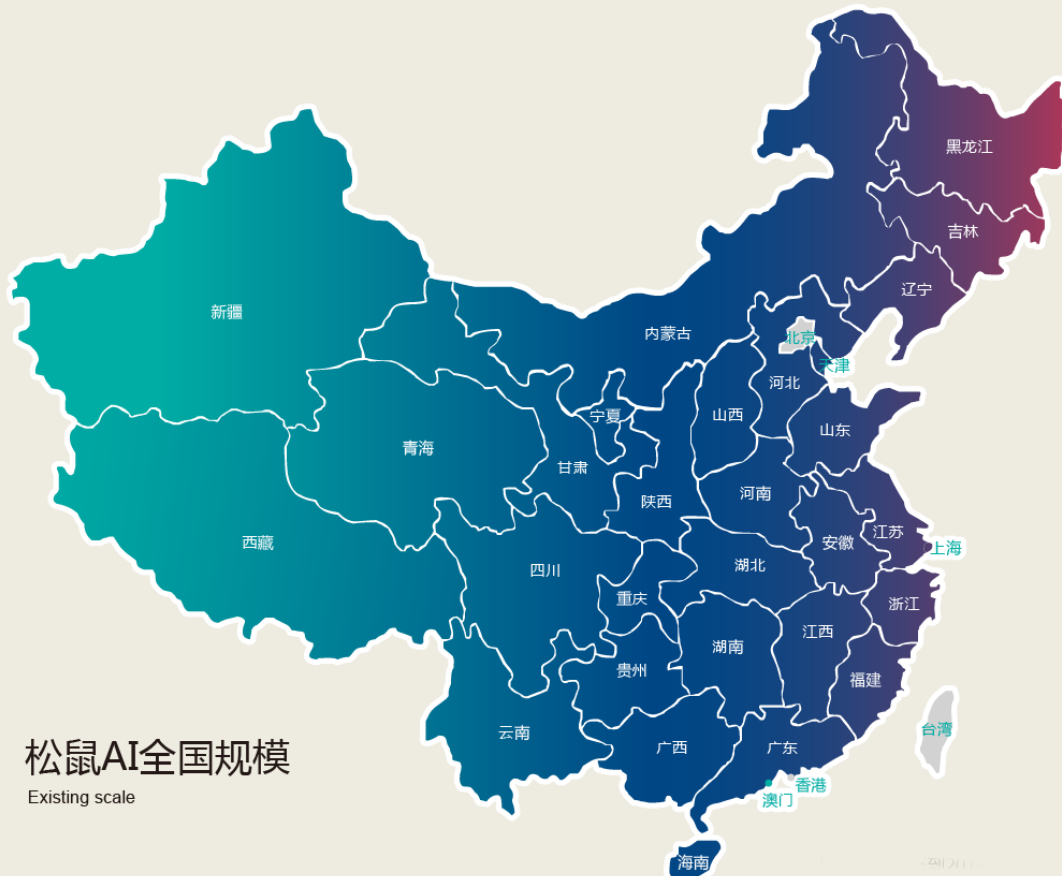 黑龙江
吉林
辽宁
新疆
内蒙古
北京
天津
河北
宁夏
山西
山东
青海
甘肃
陕西
河南
西藏
四川
湖北
安徽
江苏
上海
重庆
浙江
湖南
江西
贵州
福建
云南
广西
广东
台湾
香港
澳门
海南
松鼠AI全国规模
Existing scale